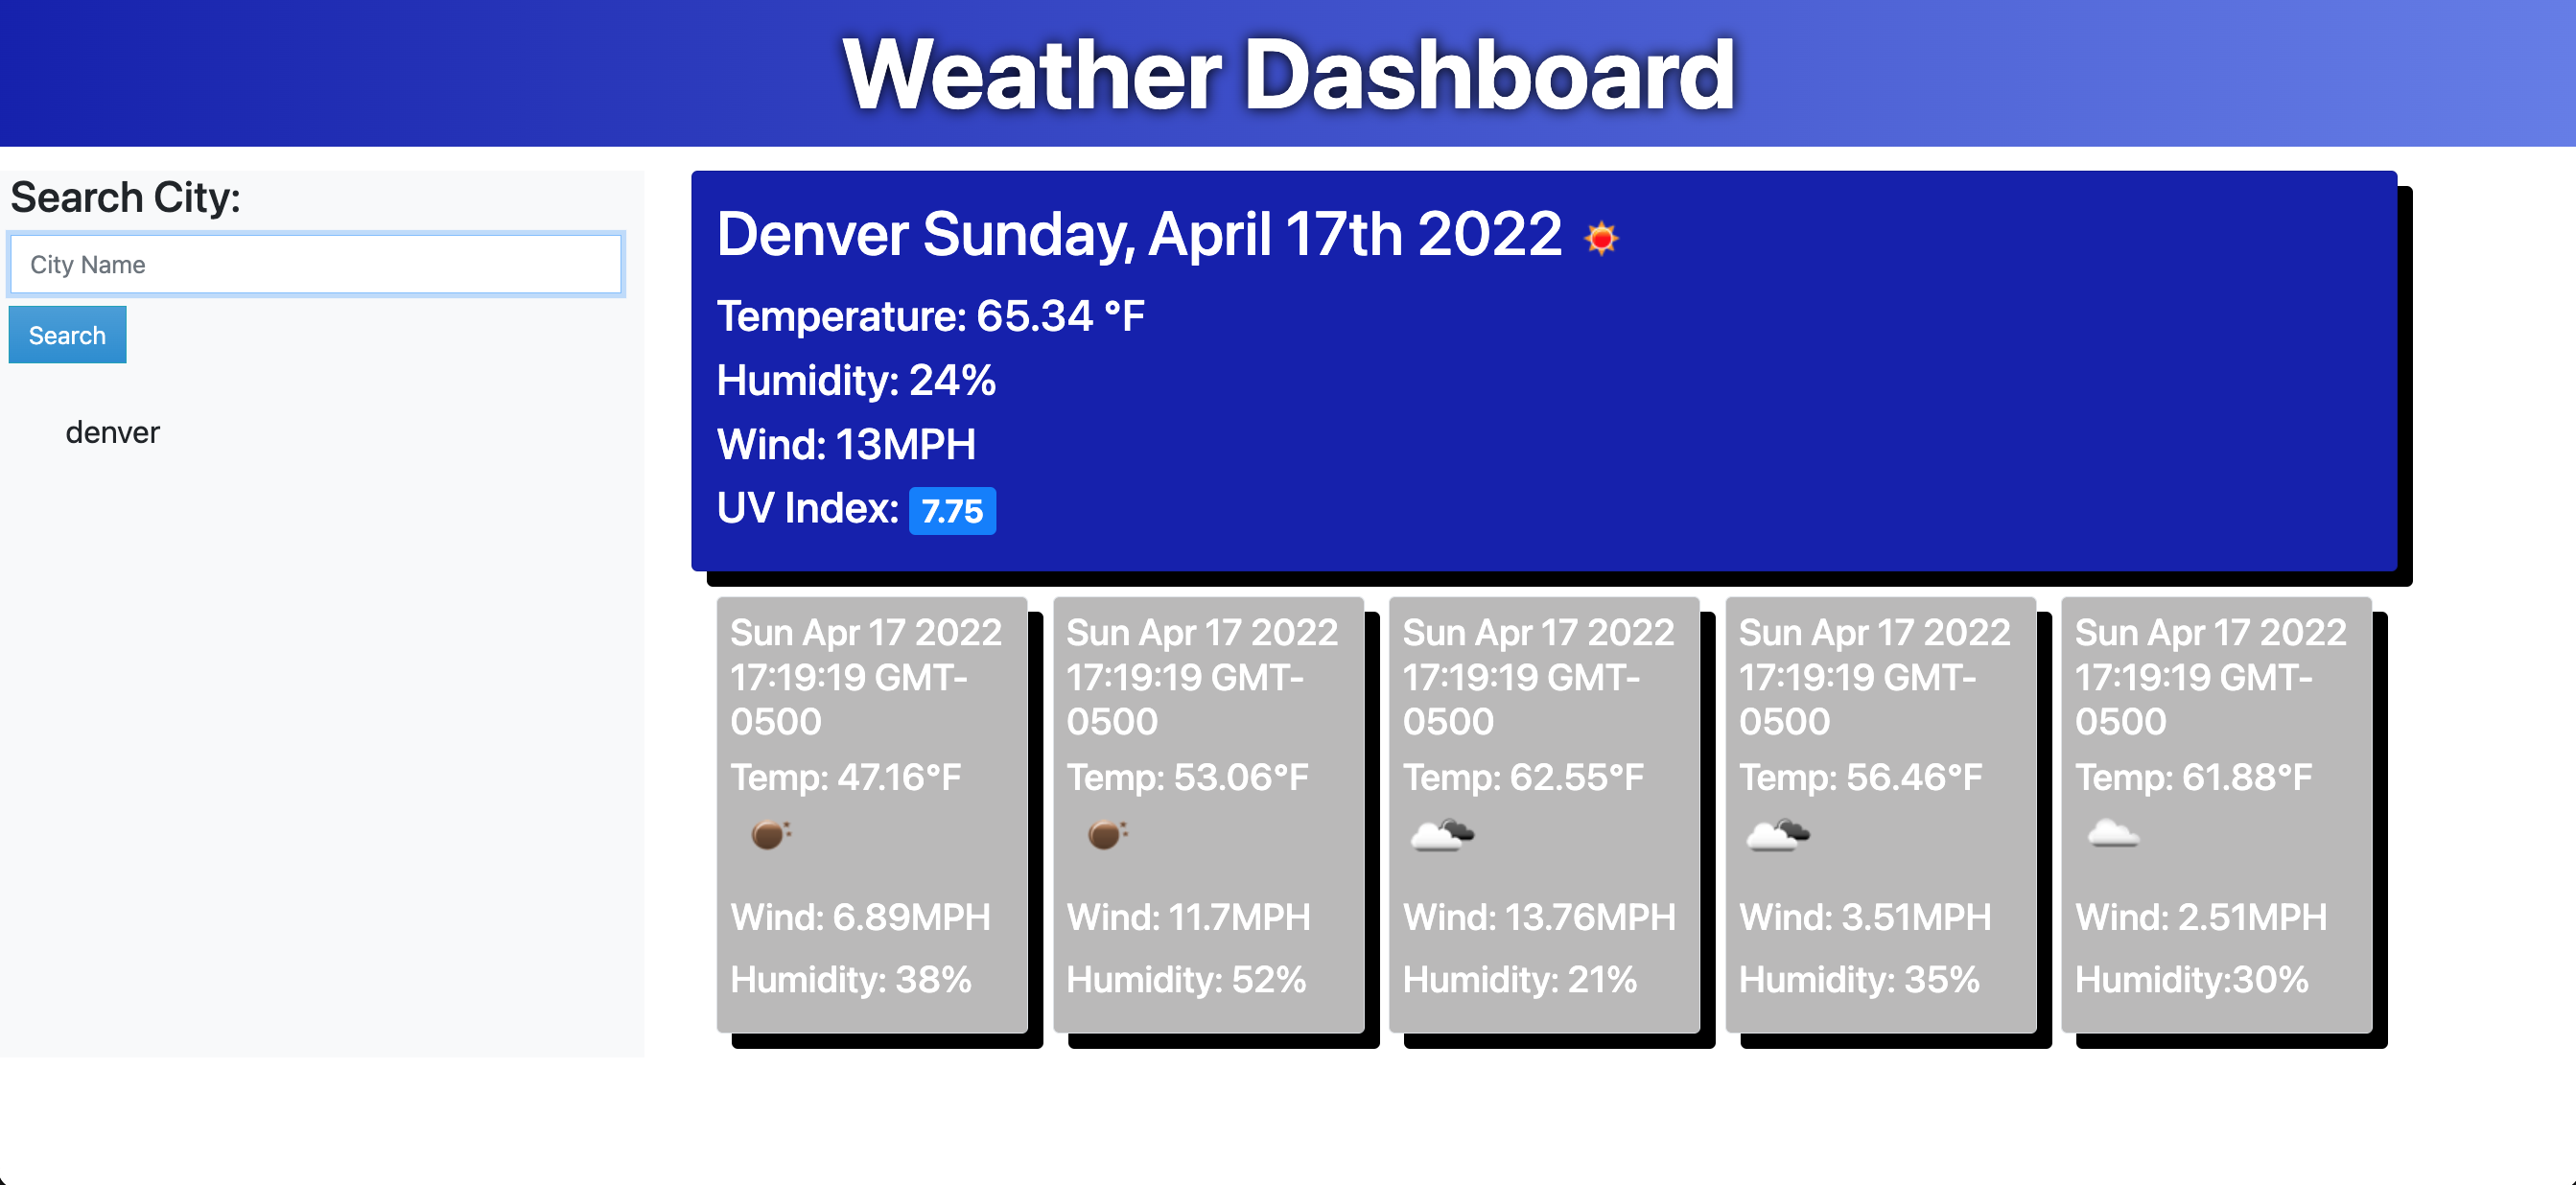 Weather Dashboard
Search City:
City Name
Search
denver
Denver Sunday, April 17th 2022
Temperature: 65.34 °F
Humidity: 24%
Wind: 13MPH
UV Index: 7.75
Sun Apr 17 2022
17:19:19 GMT-
0500
Temp: 47.16°F
Wind: 6.89MPH
Humidity: 38%
Sun Apr 17 2022
17:19:19 GMT-
0500
Temp: 53.06°F
Wind: 11.7MPH
Humidity: 52%
Sun Apr 17 2022
17:19:19 GMT-
0500
Temp: 62.55°F
Wind: 13.76MPH
Humidity: 21%
Sun Apr 17 2022
17:19:19 GMT-
0500
Temp: 56.46°F
Wind: 3.51MPH
Humidity: 35%
Sun Apr 17 2022
17:19:19 GMT-
0500
Temp: 61.88°F
Wind: 2.51MPH
Humidity:30%